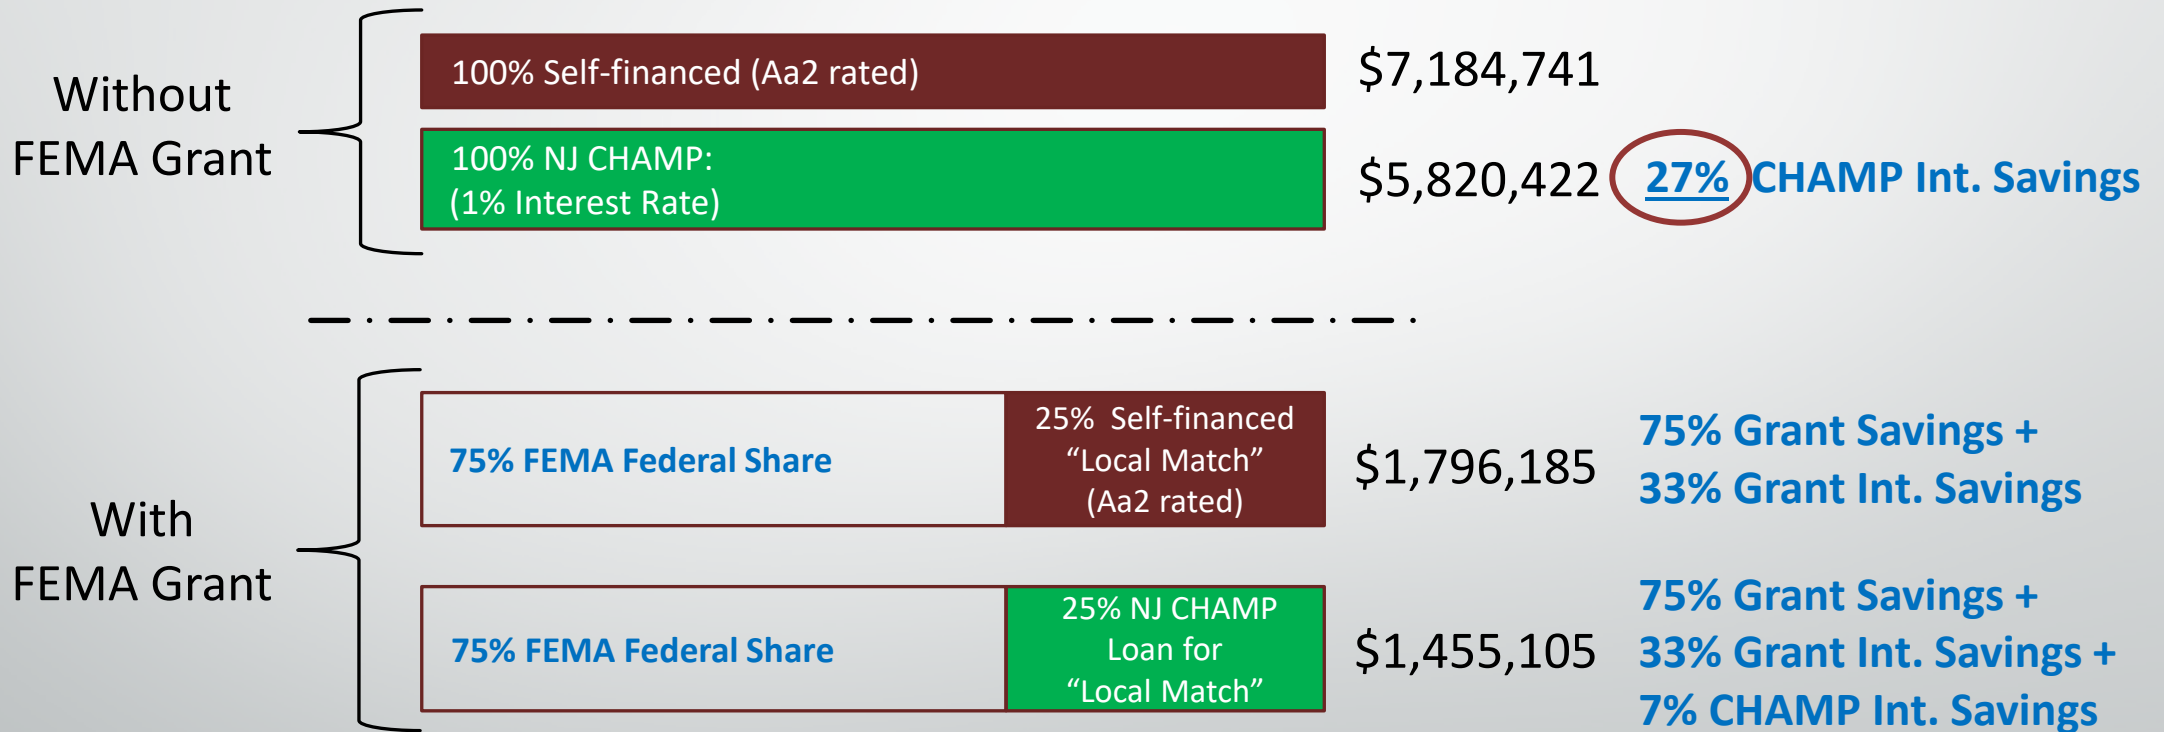 Without
FEMA Grant
100% Self-financed (Aa2 rated)
$7,184,741
100% NJ CHAMP:
(1% Interest Rate)
$5,820,422
27% CHAMP Int. Savings
With
FEMA Grant
75% FEMA Federal Share
25% Self-financed
“Local Match”
(Aa2 rated)
$1,796,185
75% Grant Savings +
33% Grant Int. Savings
75% FEMA Federal Share
25% NJ CHAMP
Loan for
“Local Match”
$1,455,105
75% Grant Savings +
33% Grant Int. Savings +
7% CHAMP Int. Savings